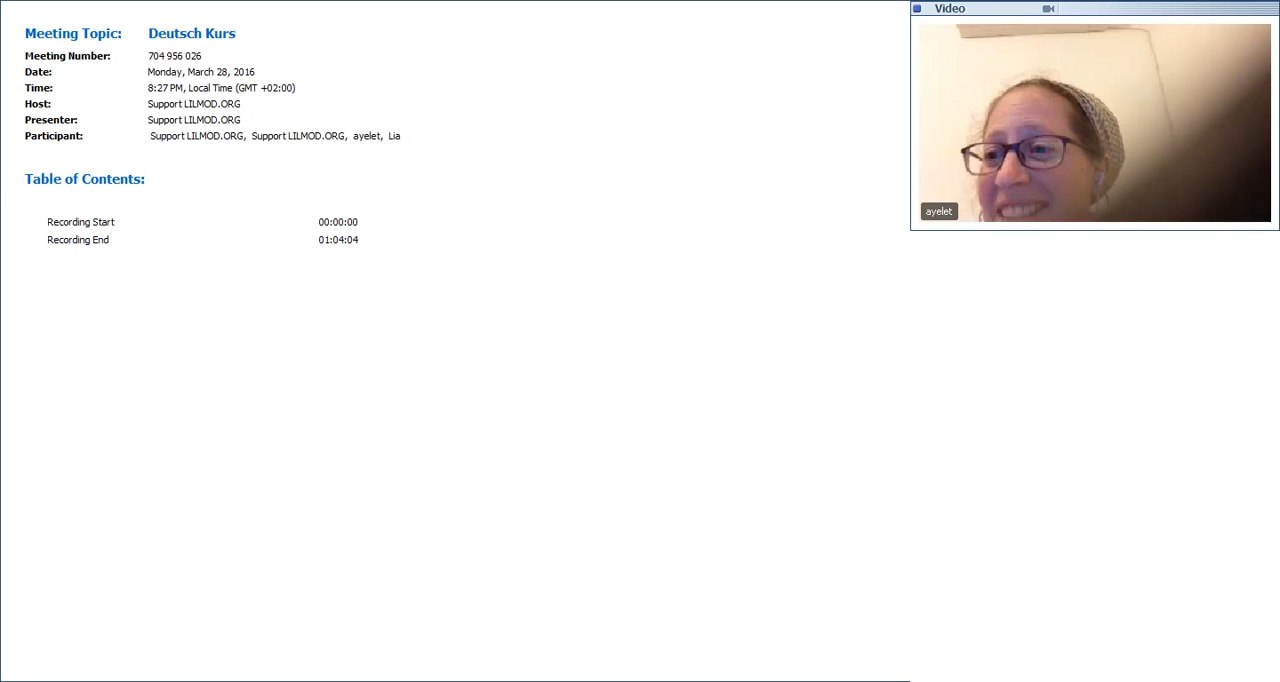 Meeting Topic: Deutsch Kurs
Meeting Number: 704 956 026
Date: Monday, March 28, 2016
Time: 8:27 PM, Local Time (GMT +02:00)
Host: Support LILMOD.ORG
Presenter: Support LILMOD.ORG
Participant: Support LILMOD.ORG, Support LILMOD.ORG, ayelet, Lia
Table of Contents:
Recording Start 00:00:00
Recording End 01:04:04
Video
ayelet